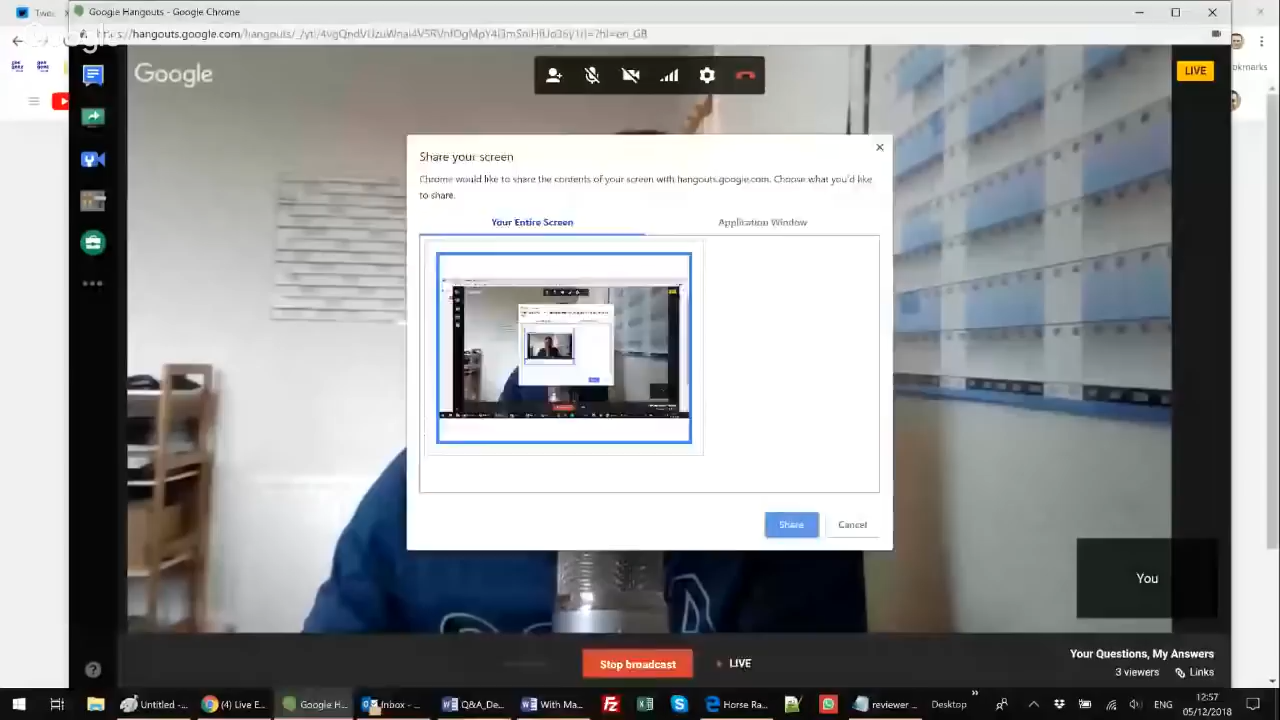 Google Hangouts - Google Chrome
Google
LIVE
Share your screen
Chrome would like to share the contents of your screen with hangouts.google.com. Choose what you'd like
to share.
Your Entire Screen
Application Window
Share
Cancel
You
Stop broadcast
LIVE
Your Questions, My Answers
3 viewers
Links
Untitled - ...
(4) Live E...
Google H...
Inbox - ...
Q&A_De...
With Ma...
Horse Ra...
reviewer ...
Desktop
ENG
12:57
05/12/2018